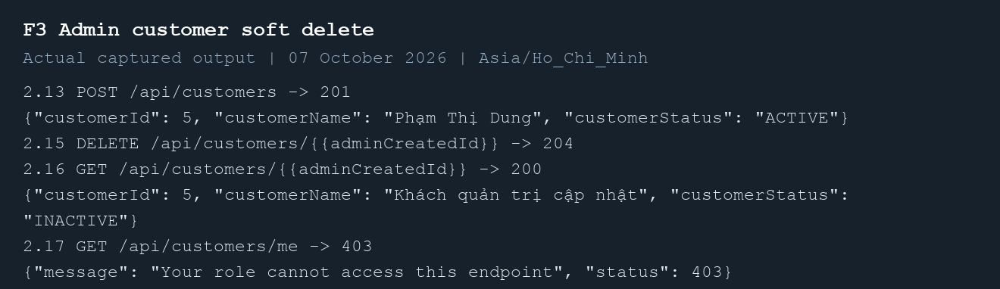 F3 Admin customer soft delete
Actual captured output | 07 October 2026 | Asia/Ho_Chi_Minh
2.13 POST /api/customers -> 201
{"customerId": 5, "customerName": "Phạm Thị Dung", "customerStatus": "ACTIVE"}
2.15 DELETE /api/customers/{{adminCreatedId}} -> 204
2.16 GET /api/customers/{{adminCreatedId}} -> 200
{"customerId": 5, "customerName": "Khách quản trị cập nhật", "customerStatus":
"INACTIVE"}
2.17 GET /api/customers/me -> 403
{"message": "Your role cannot access this endpoint", "status": 403}